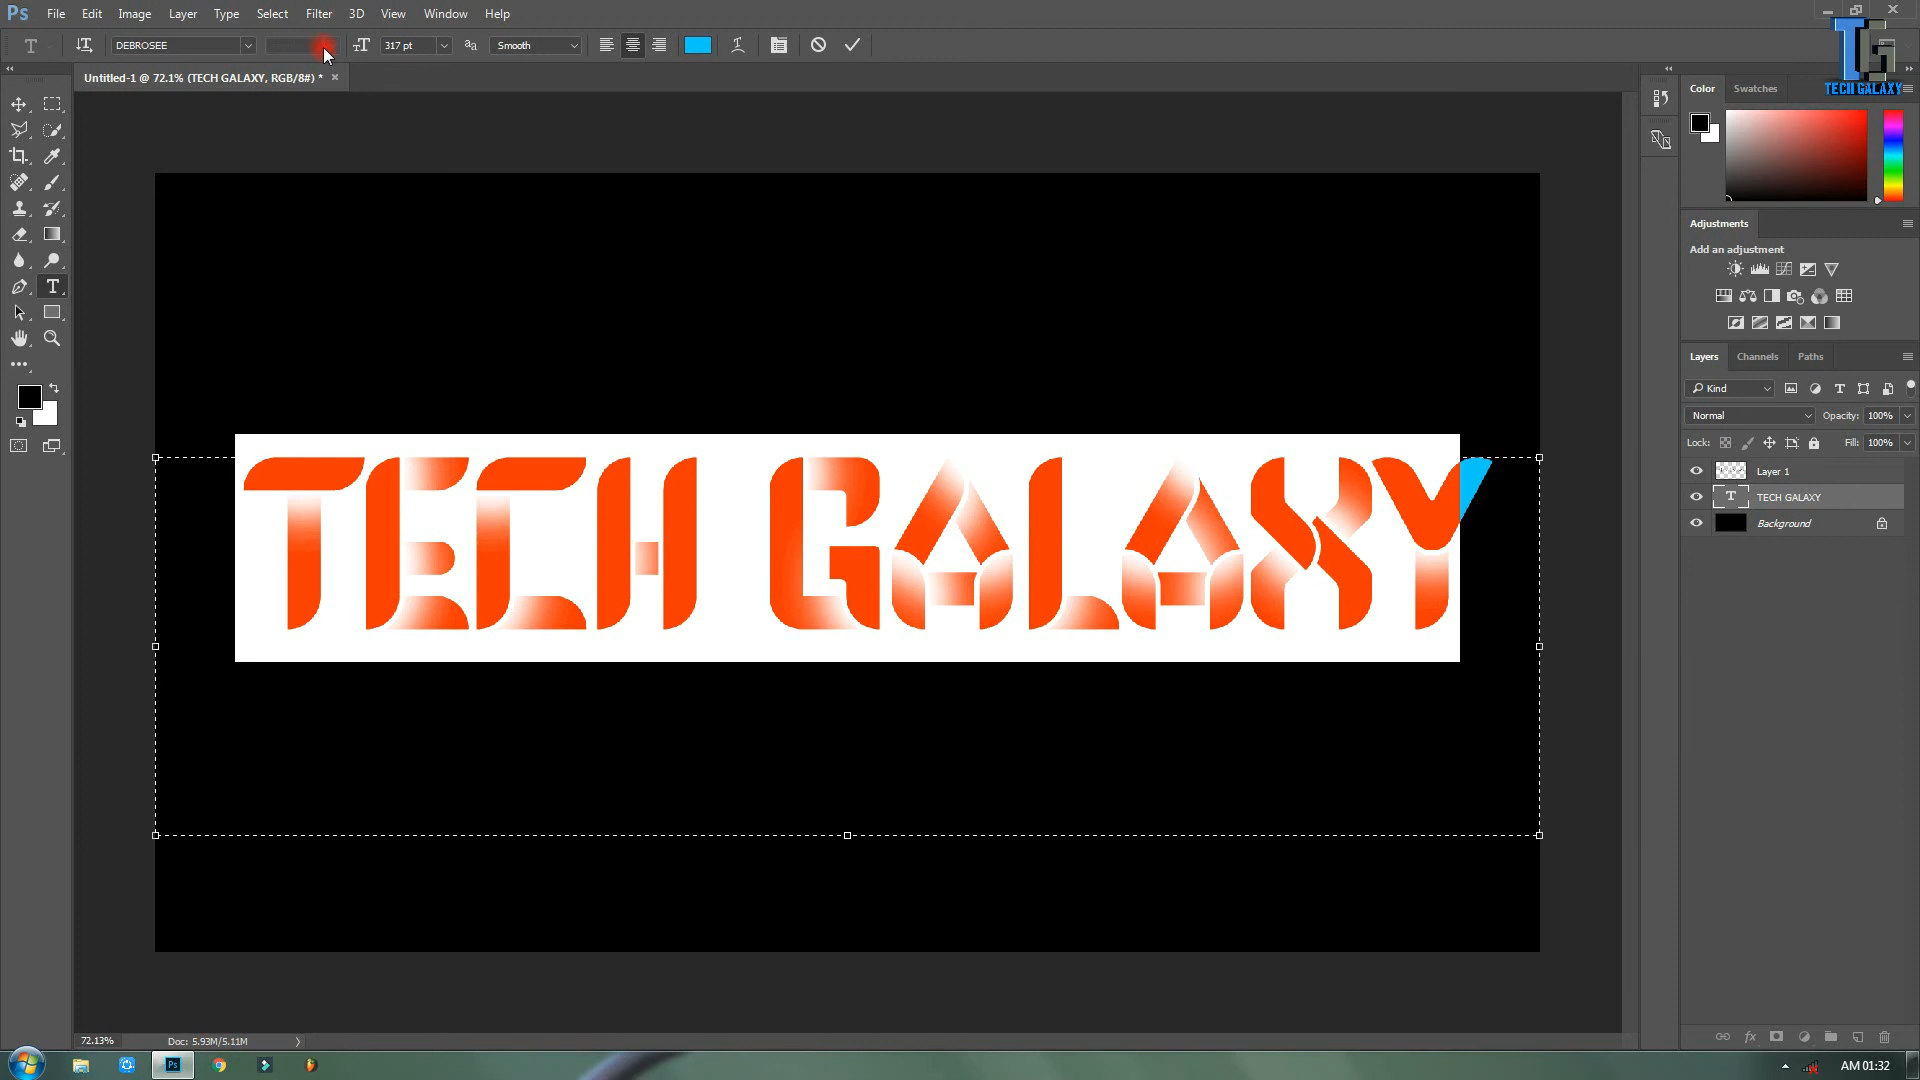 Ps File Edit Image Layer Type Select Filter 3D View Window Help
DEBROSEE 317 pt Smooth
Untitled-1 @ 72.1% (TECH GALAXY, RGB/8#) *
TECH GALAXY
TECH GALAXY
Color Swatches
Adjustments
Add an adjustment
Layers Channels Paths
Kind
Normal Opacity: 100%
Lock: Fill: 100%
Layer 1
TECH GALAXY
Background
72.13% Doc: 5.93M/5.11M
Ps AM 01:32